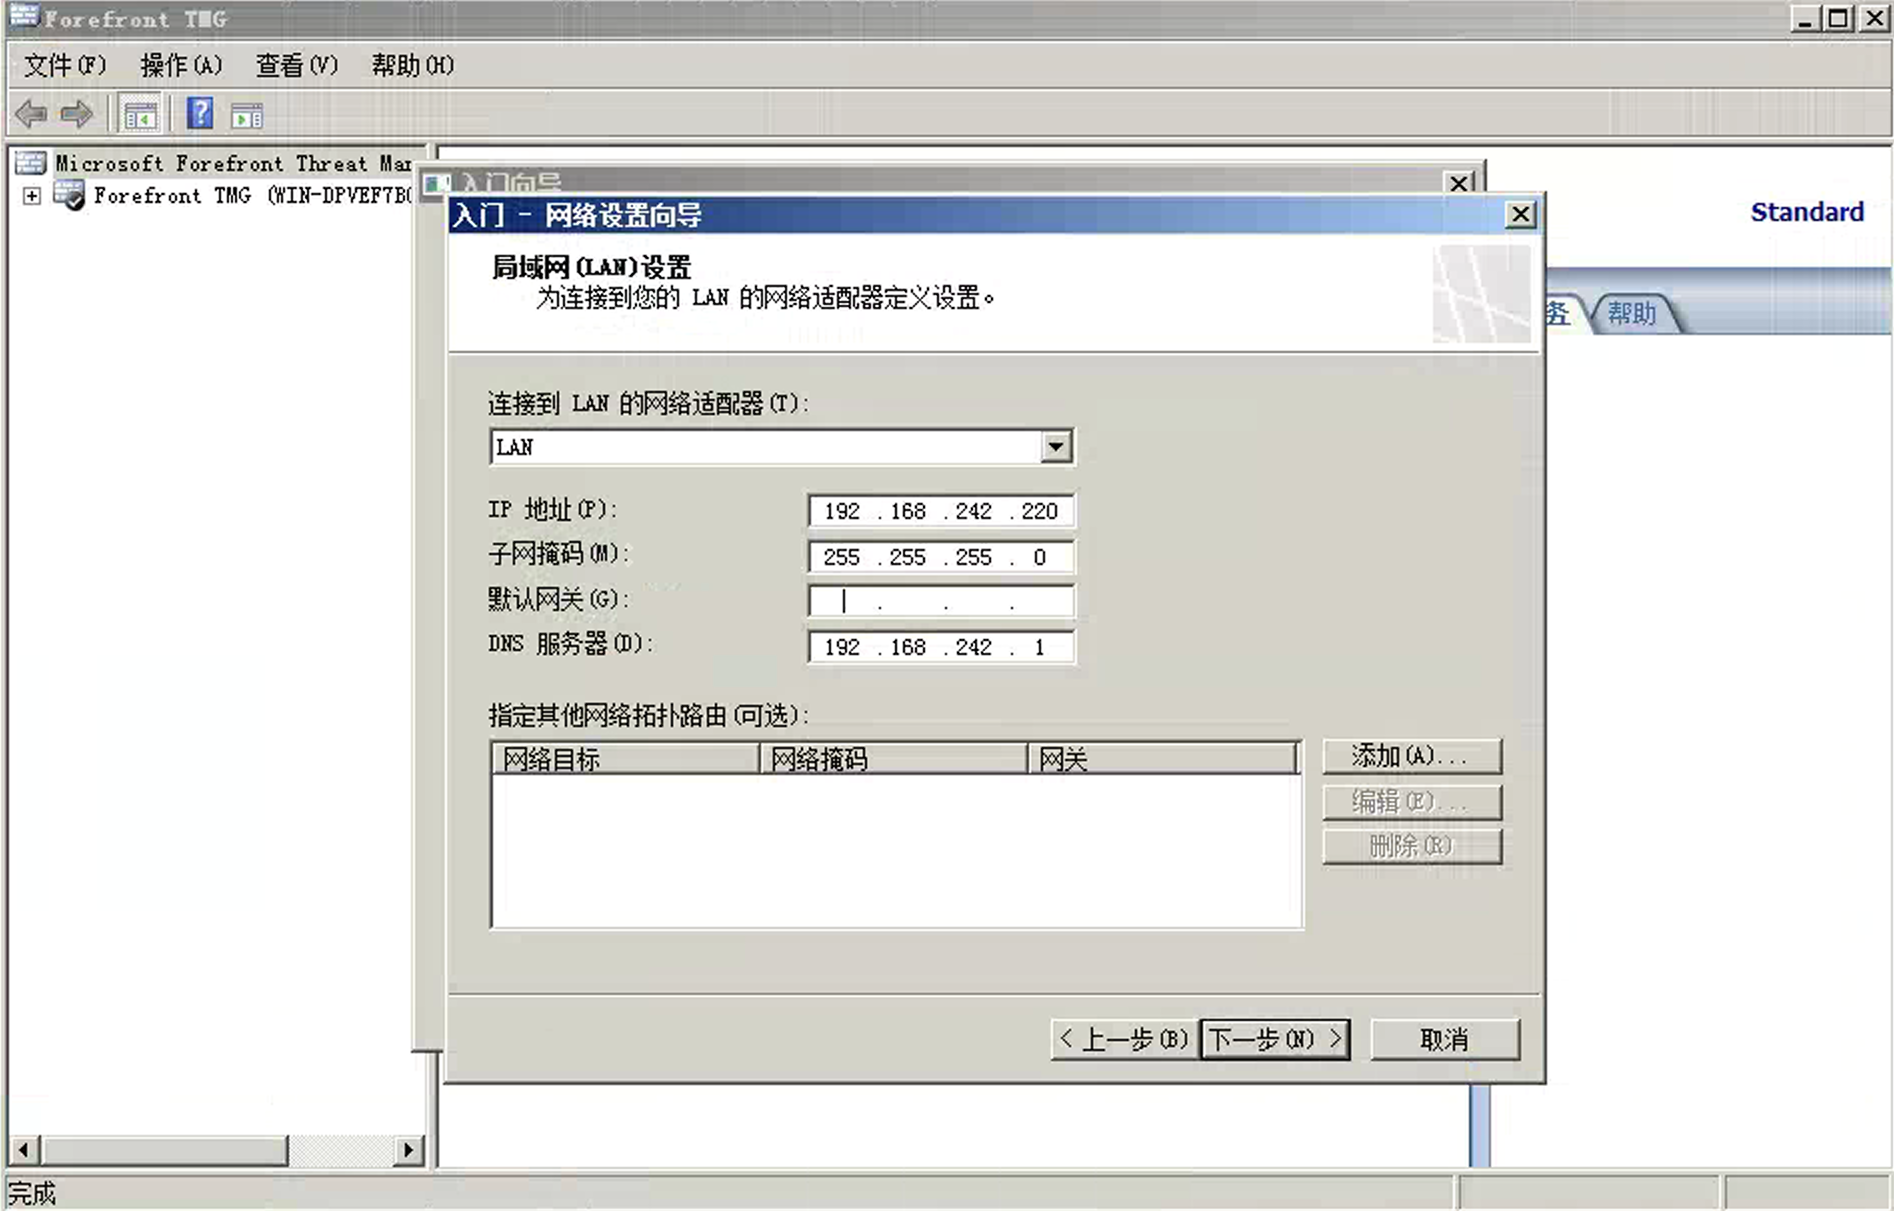 Forefront TMG
文件(F) 操作(A) 查看(V) 帮助(H)
Microsoft Forefront Threat Man
Forefront TMG (WIN-DPVEF7B
入门向导
入门 - 网络设置向导
Standard
局域网(LAN)设置
为连接到您的 LAN 的网络适配器定义设置。
务 帮助
连接到 LAN 的网络适配器(T):
LAN
IP 地址(P): 192 .168 .242 .220
子网掩码(M): 255 .255 .255 . 0
默认网关(G): . . .
DNS 服务器(D): 192 .168 .242 . 1
指定其他网络拓扑路由(可选):
网络目标 网络掩码 网关
添加(A)...
编辑(E)...
删除(R)
< 上一步(B) 下一步(N) > 取消
完成